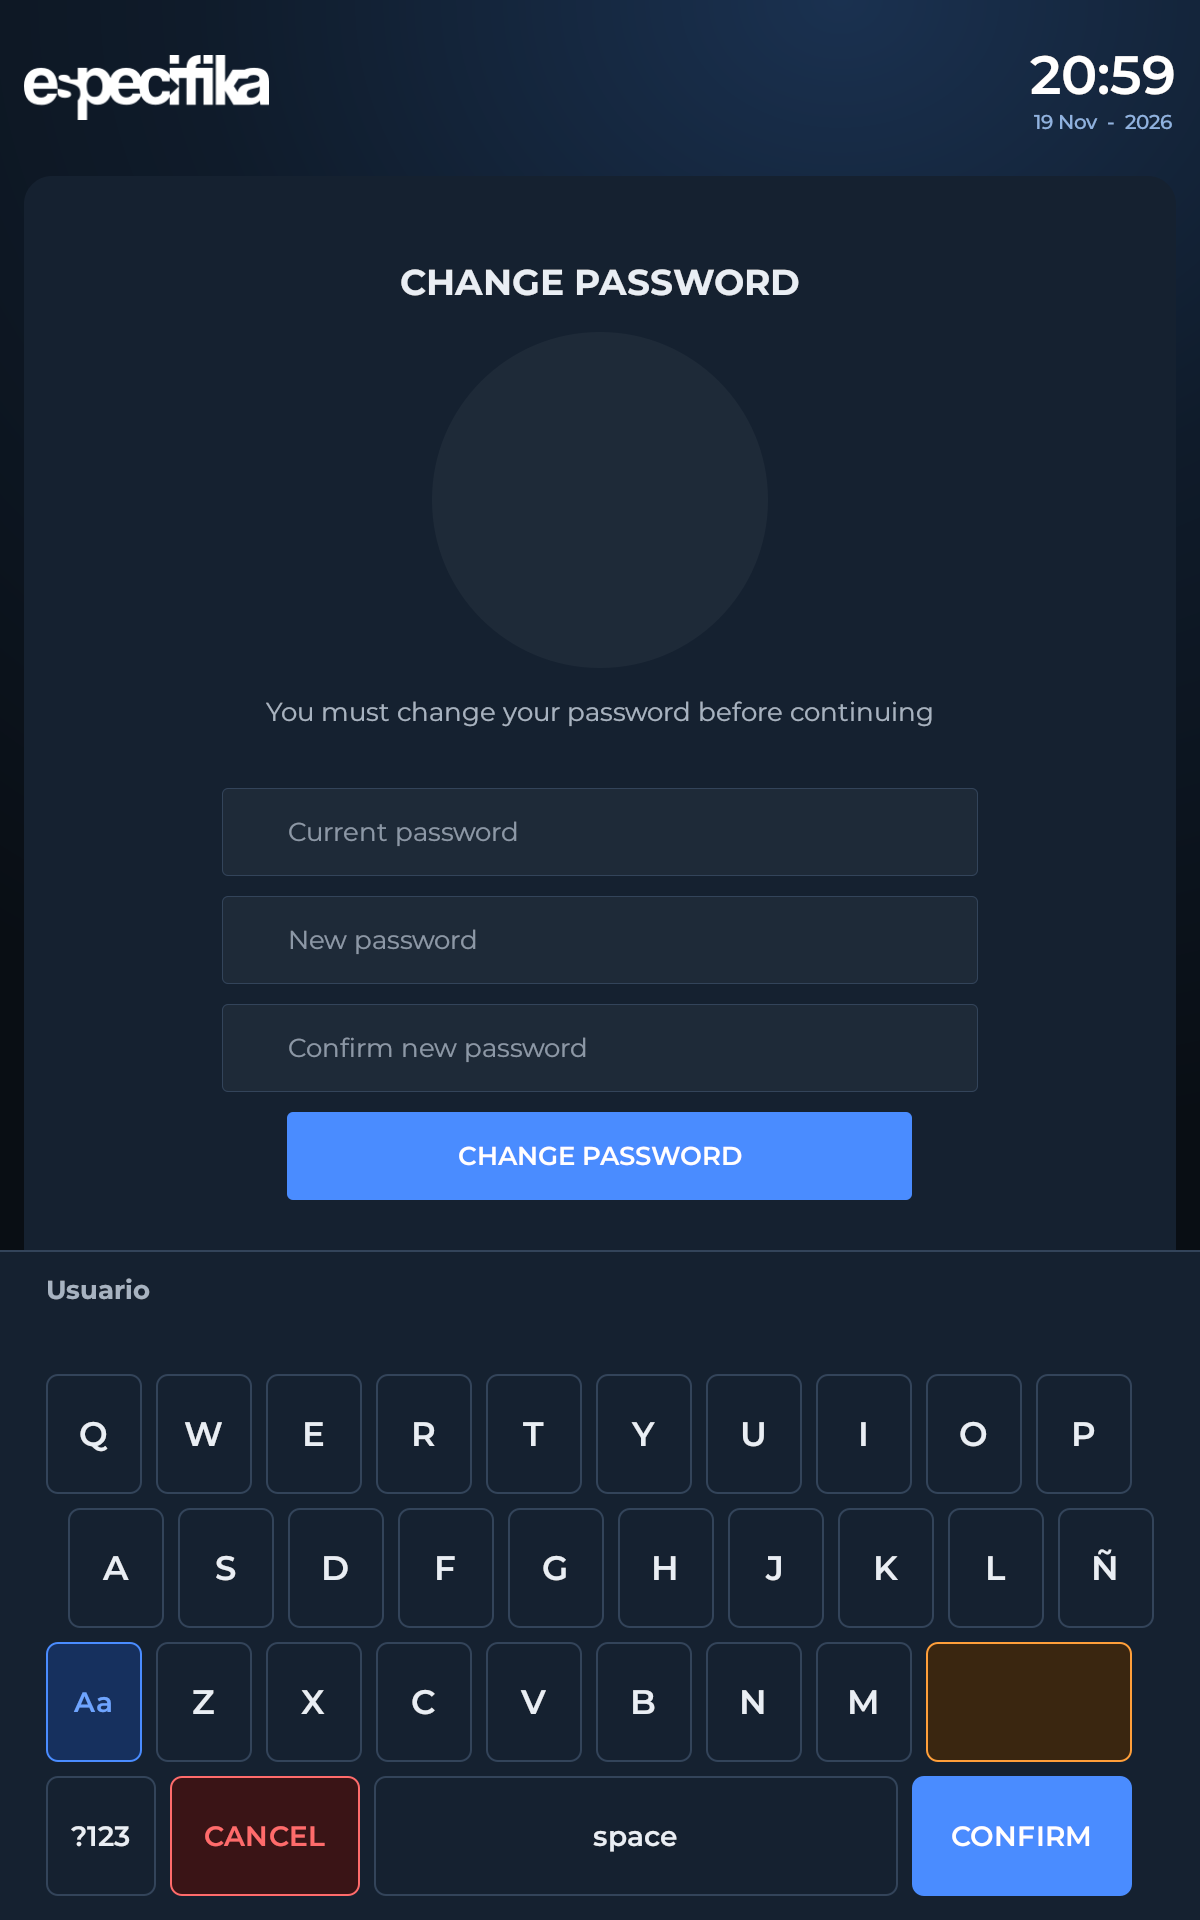 especifika
20:59
19 Nov - 2026
CHANGE PASSWORD
You must change your password before continuing
Current password
New password
Confirm new password
CHANGE PASSWORD
Usuario
Q W E R T Y U I O P
A S D F G H J K L Ñ
Aa Z X C V B N M
?123 CANCEL space CONFIRM